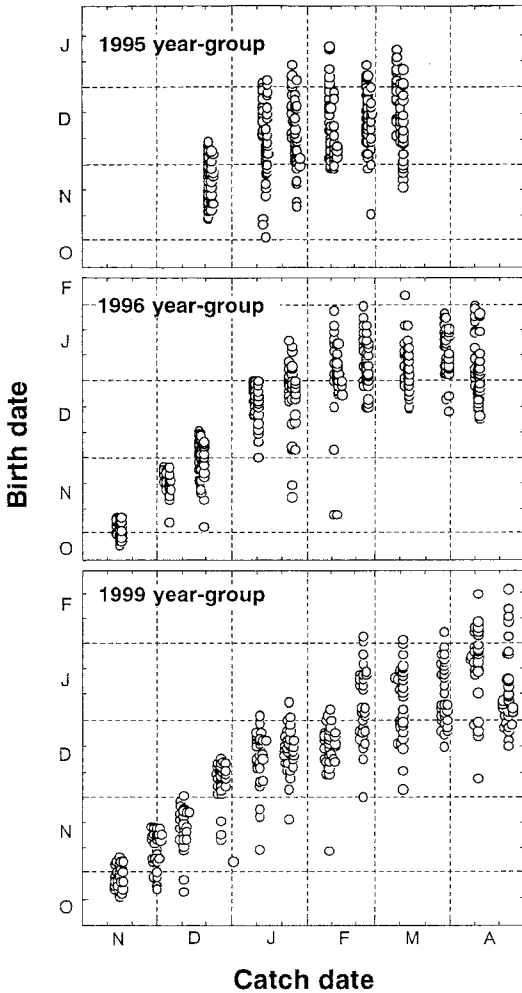 1995 year-group
J
D
N
O
1996 year-group
F
J
D
N
O
Birth date
1999 year-group
F
J
D
N
O
N D J F M A
Catch date